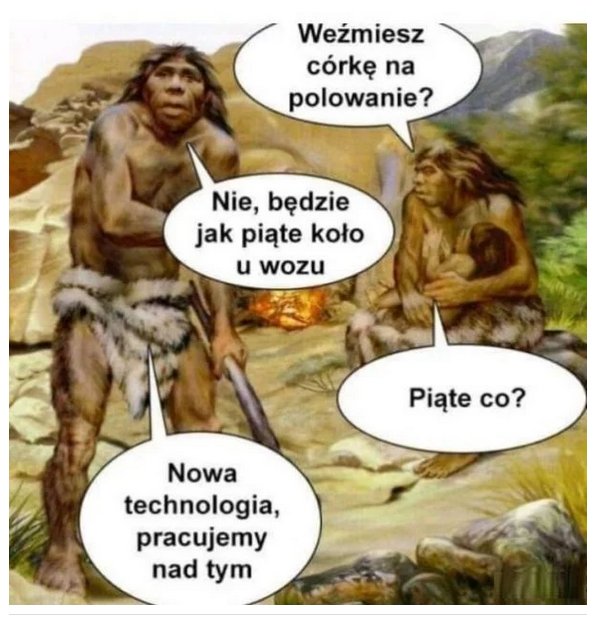 Weźmiesz
córkę na
polowanie?
Nie, będzie
jak piąte koło
u wozu
Piąte co?
Nowa
technologia,
pracujemy
nad tym